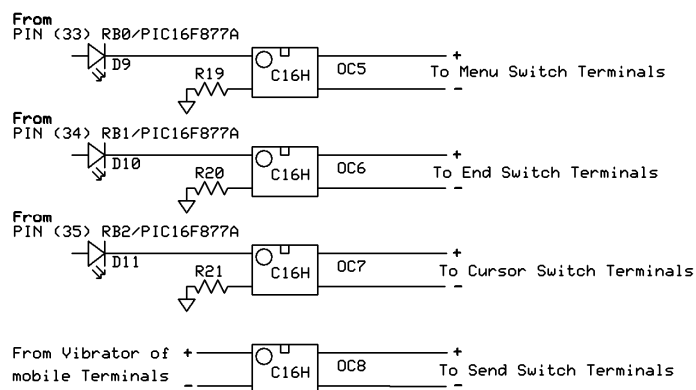 From
PIN (33) RB0/PIC16F877A
D9
R19
C16H
OC5
+
To Menu Switch Terminals
-
From
PIN (34) RB1/PIC16F877A
D10
R20
C16H
OC6
+
To End Switch Terminals
-
From
PIN (35) RB2/PIC16F877A
D11
R21
C16H
OC7
+
To Cursor Switch Terminals
-
From Vibrator of +
mobile Terminals -
C16H
OC8
+
To Send Switch Terminals
-